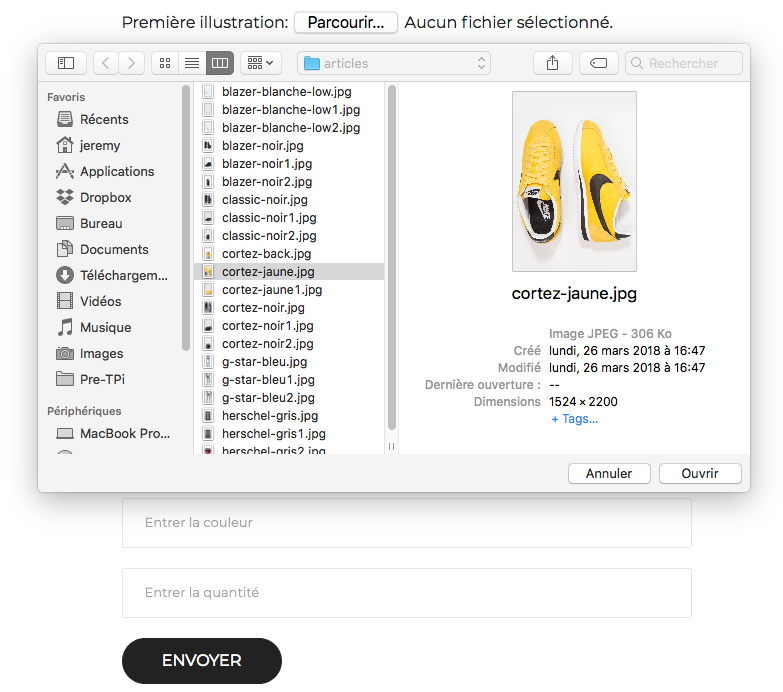 Première illustration: Parcourir... Aucun fichier sélectionné.
articles
Rechercher
Favoris
Récents
jeremy
Applications
Dropbox
Bureau
Documents
Téléchargem...
Vidéos
Musique
Images
Pre-TPi
Périphériques
MacBook Pro...
blazer-blanche-low.jpg
blazer-blanche-low1.jpg
blazer-blanche-low2.jpg
blazer-noir.jpg
blazer-noir1.jpg
blazer-noir2.jpg
classic-noir.jpg
classic-noir1.jpg
classic-noir2.jpg
cortez-back.jpg
cortez-jaune.jpg
cortez-jaune1.jpg
cortez-noir.jpg
cortez-noir1.jpg
cortez-noir2.jpg
g-star-bleu.jpg
g-star-bleu1.jpg
g-star-bleu2.jpg
herschel-gris.jpg
herschel-gris1.jpg
herschel-gris2.jpg
NIKE
cortez-jaune.jpg
Image JPEG - 306 Ko
Créé lundi, 26 mars 2018 à 16:47
Modifié lundi, 26 mars 2018 à 16:47
Dernière ouverture : --
Dimensions 1524 × 2200
+ Tags...
Annuler
Ouvrir
Entrer la couleur
Entrer la quantité
ENVOYER